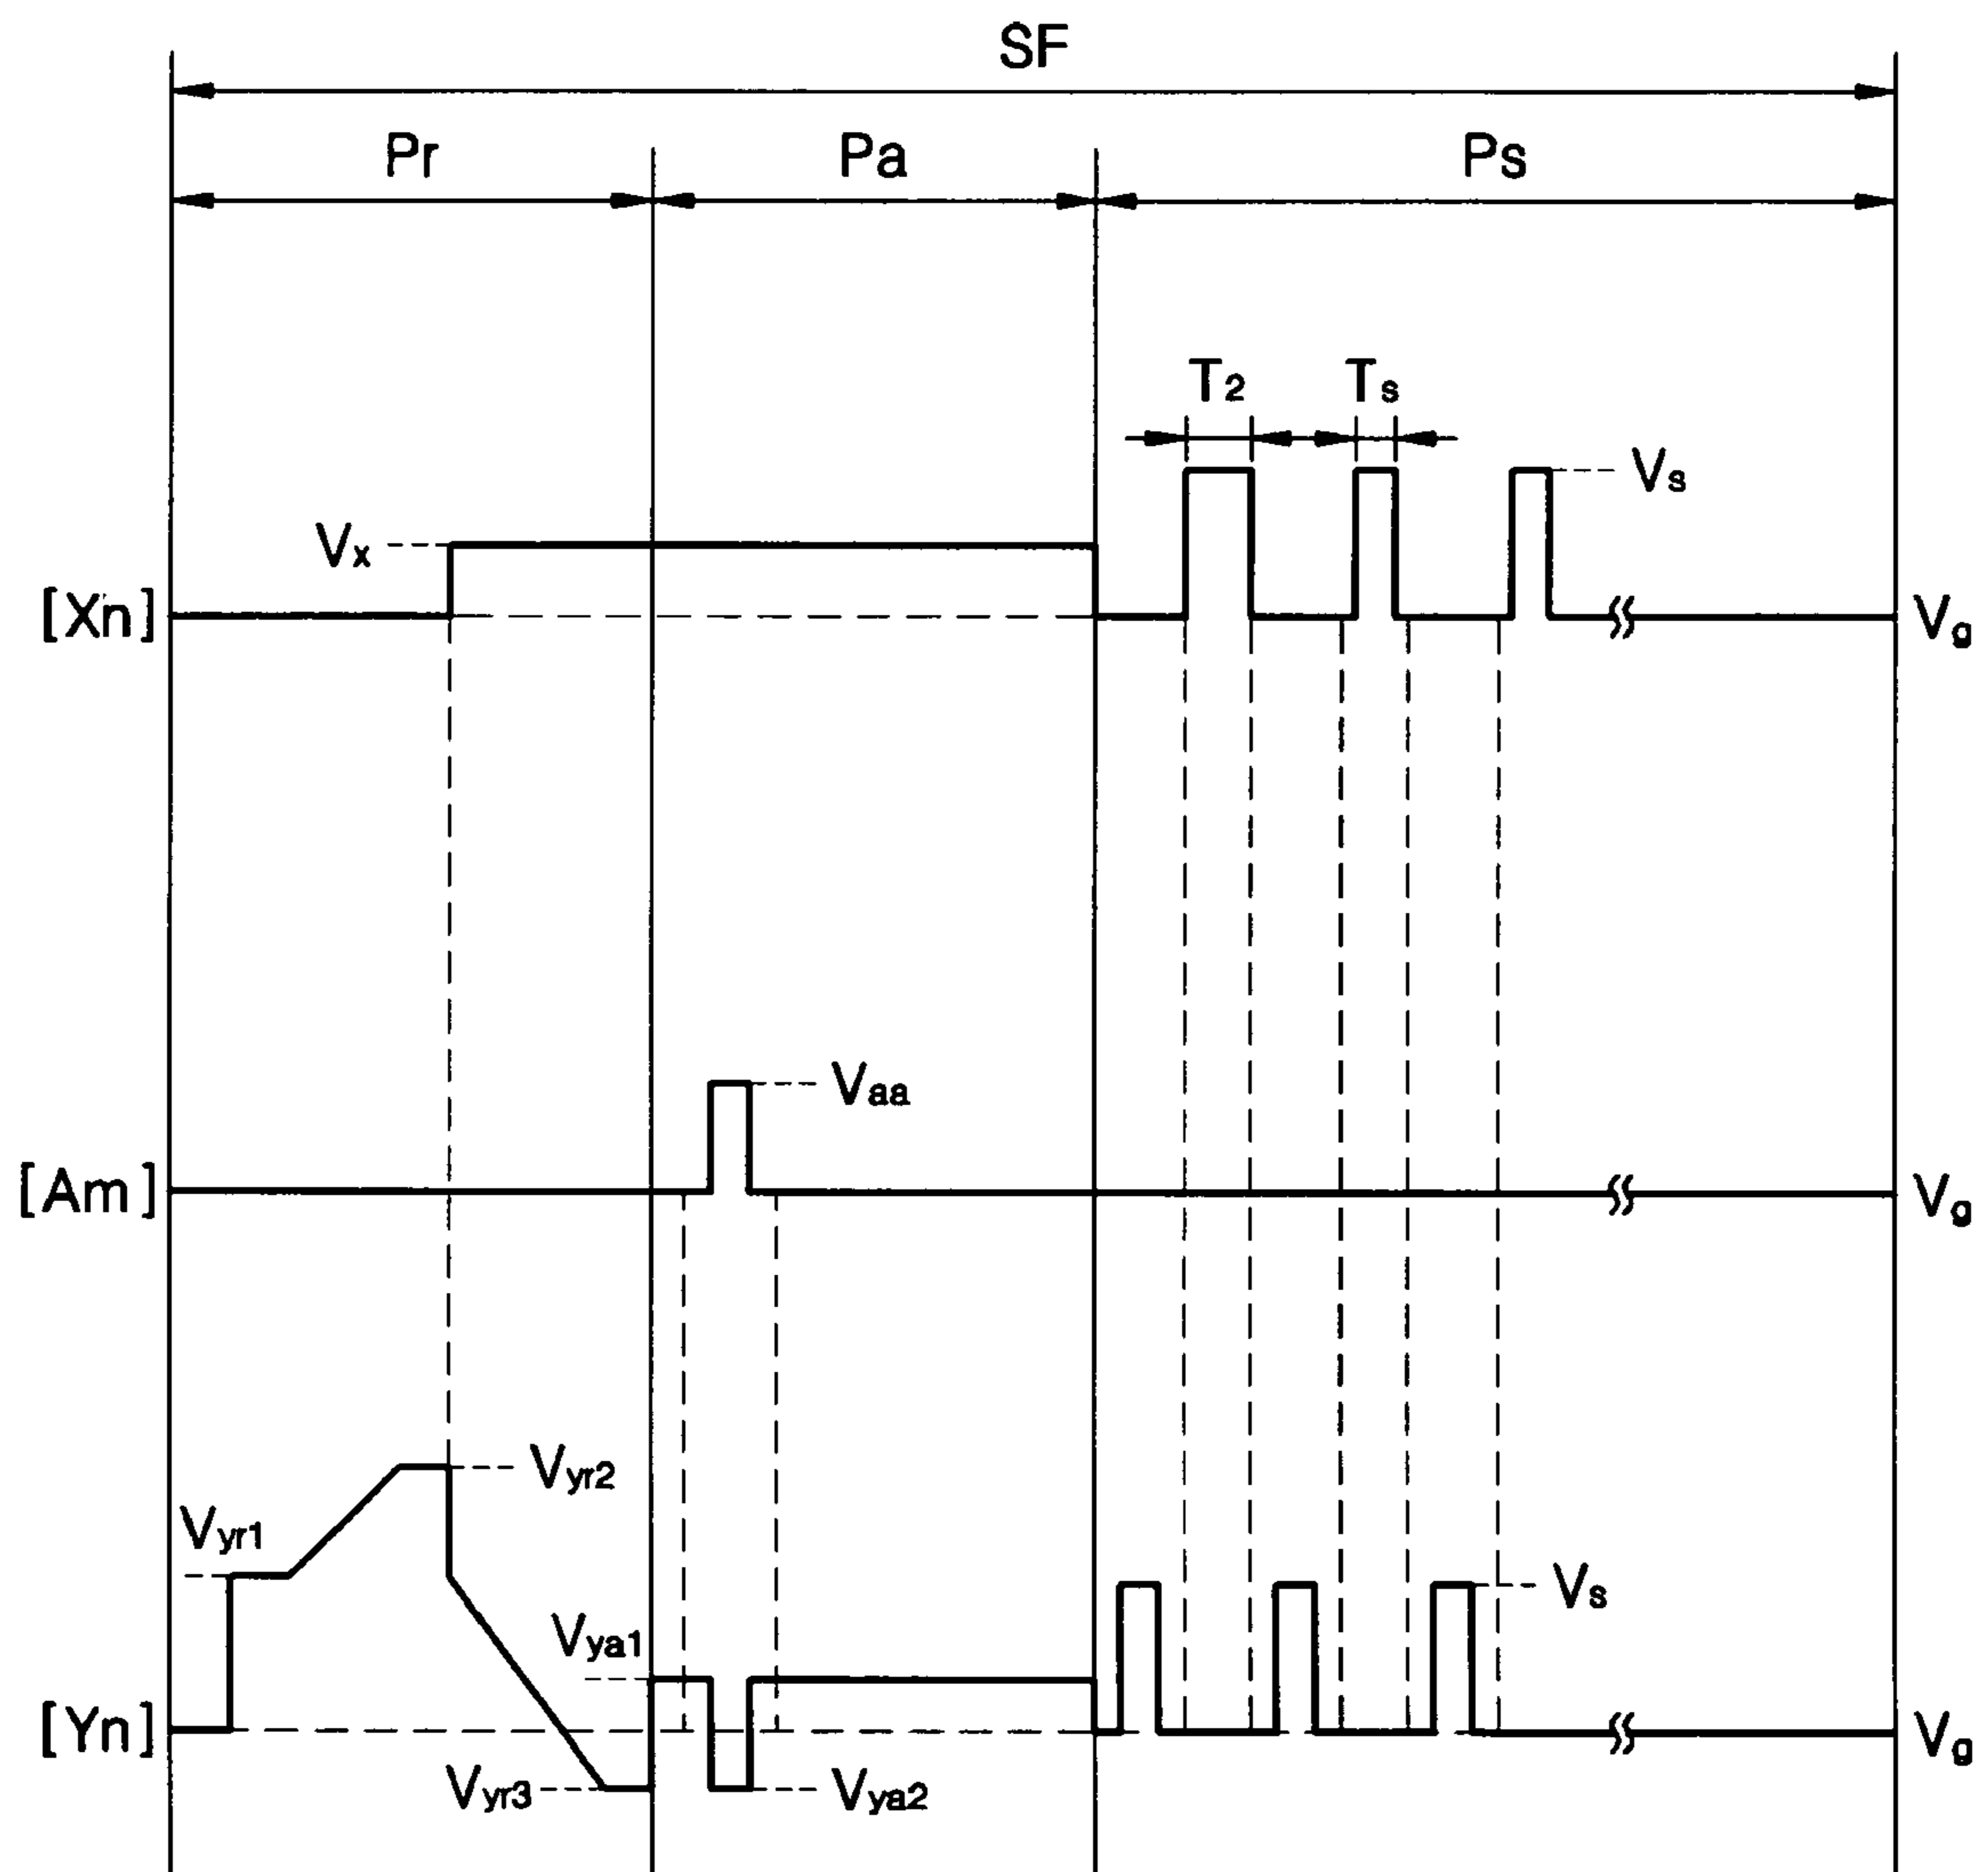 SF
Pr Pa Ps
T2 Ts
Vs
Vx
[Xn] Vg
Vaa
[Am] Vg
Vyr2
Vyr1
Vs
Vya1
[Yn] Vg
Vyr3 Vya2